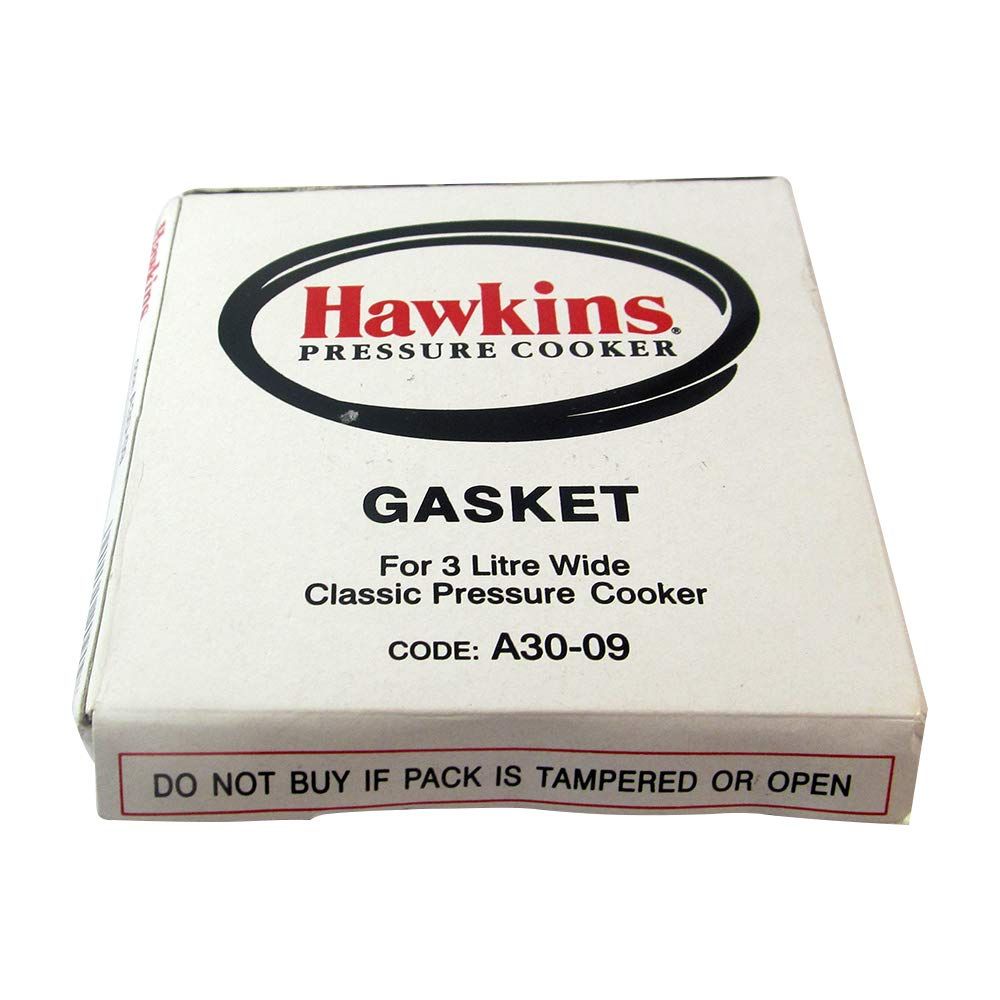 Hawkins®
PRESSURE COOKER
GASKET
For 3 Litre Wide
Classic Pressure Cooker
CODE: A30-09
DO NOT BUY IF PACK IS TAMPERED OR OPEN
Hawkins